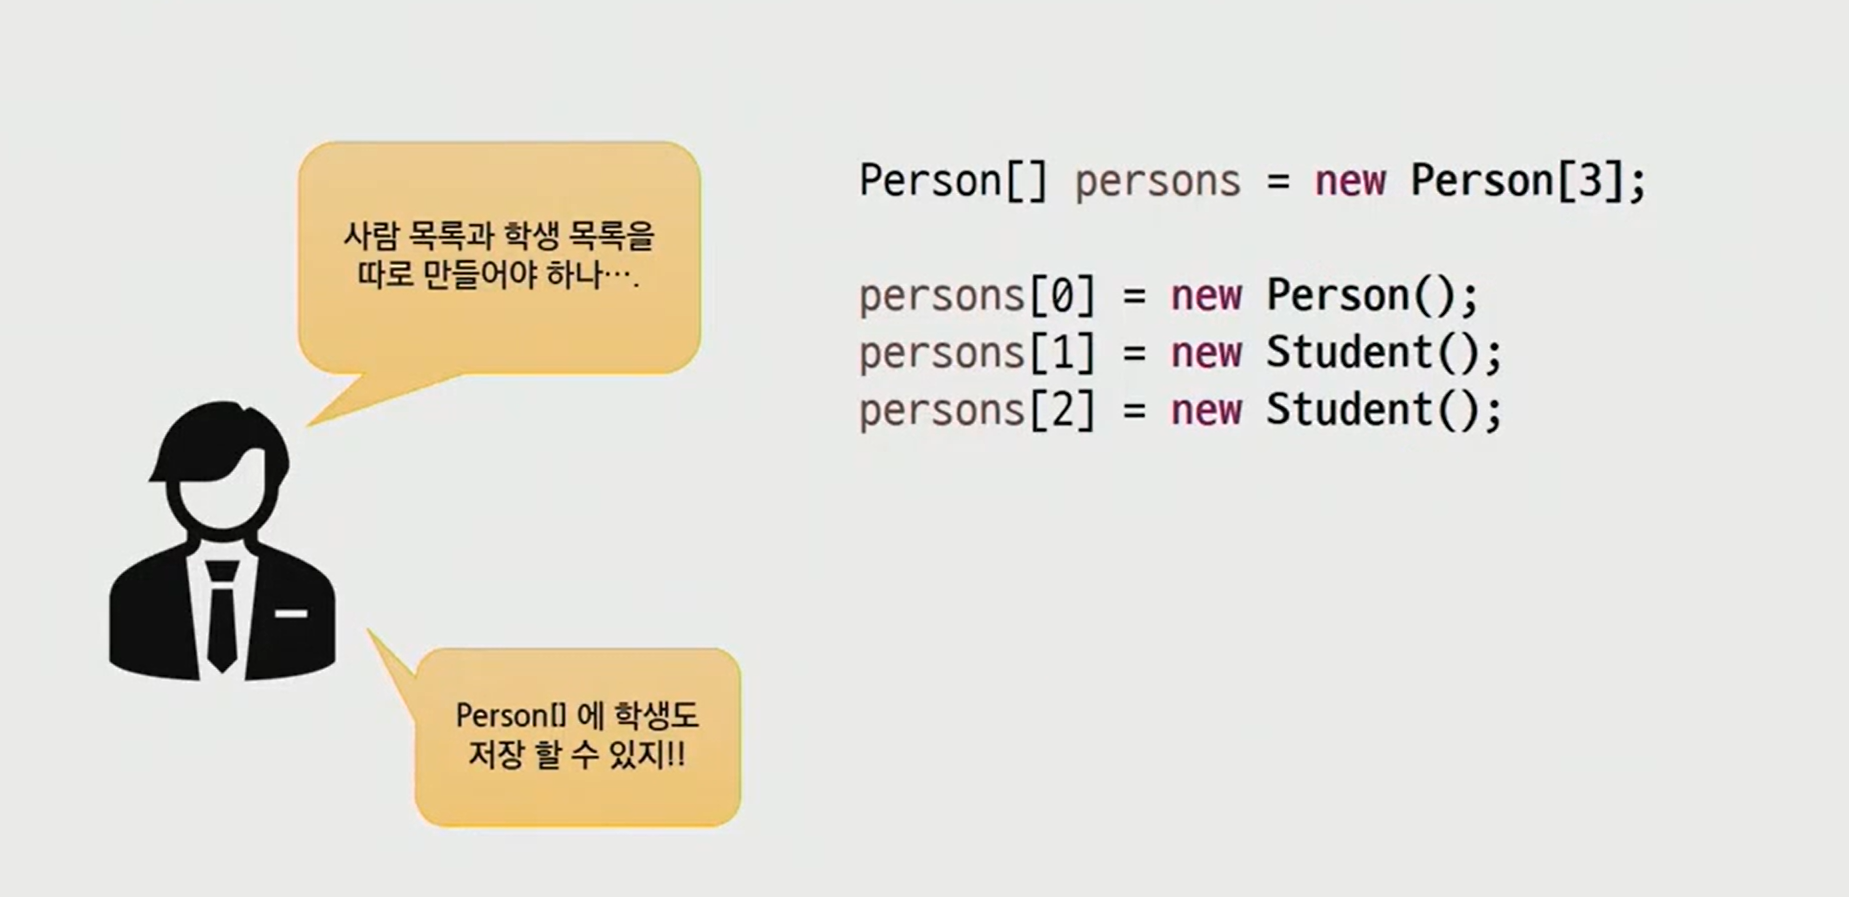 사람 목록과 학생 목록을
따로 만들어야 하나….
Person[] 에 학생도
저장 할 수 있지!!
Person[] persons = new Person[3];
persons[0] = new Person();
persons[1] = new Student();
persons[2] = new Student();